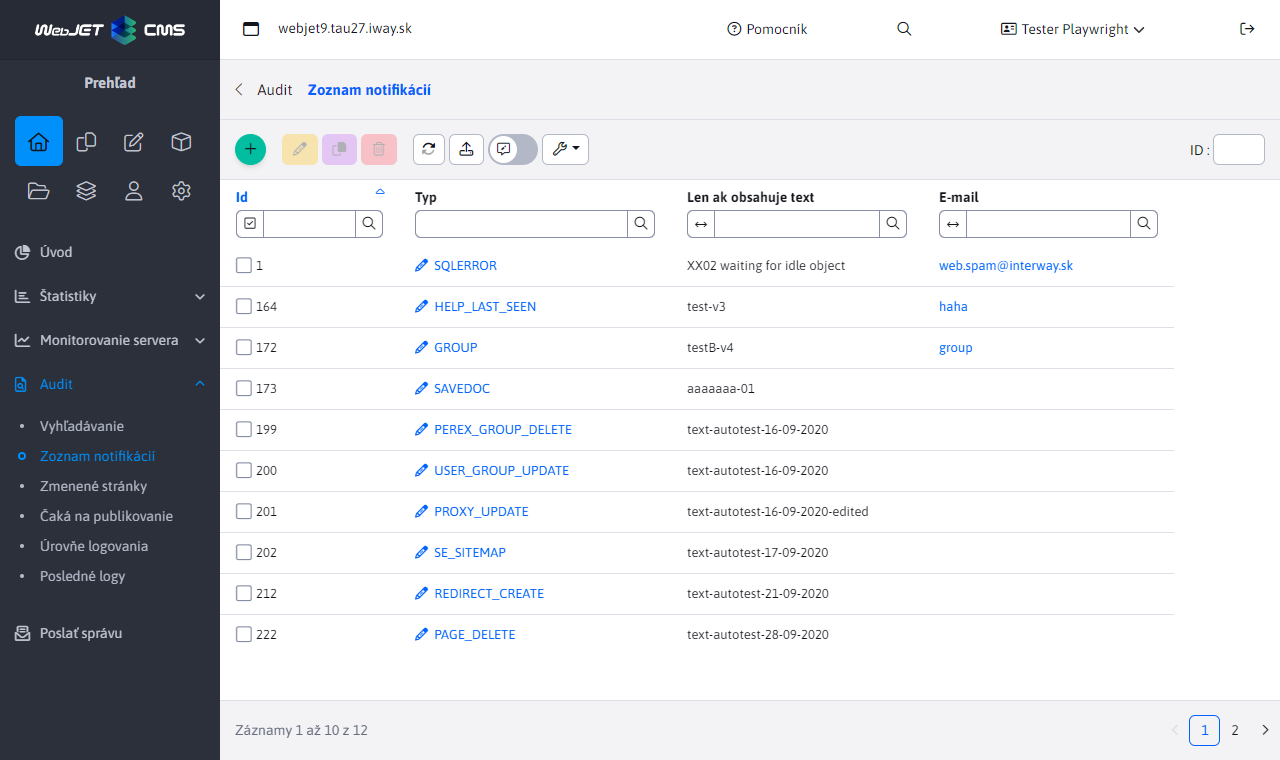 WebJET CMS
webjet9.tau27.iway.sk
Pomocník
Tester Playwright
Prehľad
Úvod
Štatistiky
Monitorovanie servera
Audit
Vyhľadávanie
Zoznam notifikácií
Zmenené stránky
Čaká na publikovanie
Úrovňe logovania
Posledné logy
Poslať správu
Audit Zoznam notifikácií
ID :
Id Typ Len ak obsahuje text E-mail
1 SQLERROR XX02 waiting for idle object web.spam@interway.sk
164 HELP_LAST_SEEN test-v3 haha
172 GROUP testB-v4 group
173 SAVEDOC aaaaaaa-01
199 PEREX_GROUP_DELETE text-autotest-16-09-2020
200 USER_GROUP_UPDATE text-autotest-16-09-2020
201 PROXY_UPDATE text-autotest-16-09-2020-edited
202 SE_SITEMAP text-autotest-17-09-2020
212 REDIRECT_CREATE text-autotest-21-09-2020
222 PAGE_DELETE text-autotest-28-09-2020
Záznamy 1 až 10 z 12
1 2